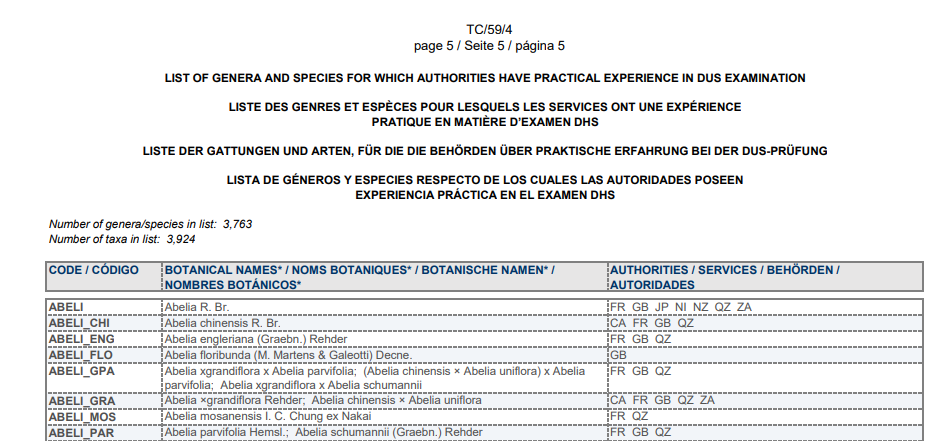 TC/59/4
page 5 / Seite 5 / página 5
LIST OF GENERA AND SPECIES FOR WHICH AUTHORITIES HAVE PRACTICAL EXPERIENCE IN DUS EXAMINATION
LISTE DES GENRES ET ESPÈCES POUR LESQUELS LES SERVICES ONT UNE EXPÉRIENCE
PRATIQUE EN MATIÈRE D'EXAMEN DHS
LISTE DER GATTUNGEN UND ARTEN, FÜR DIE DIE BEHÖRDEN ÜBER PRAKTISCHE ERFAHRUNG BEI DER DUS-PRÜFUNG
LISTA DE GÉNEROS Y ESPECIES RESPECTO DE LOS CUALES LAS AUTORIDADES POSEEN
EXPERIENCIA PRÁCTICA EN EL EXAMEN DHS
Number of genera/species in list: 3,763
Number of taxa in list: 3,924
CODE / CÓDIGO BOTANICAL NAMES* / NOMS BOTANIQUES* / BOTANISCHE NAMEN* / AUTHORITIES / SERVICES / BEHÖRDEN /
NOMBRES BOTÁNICOS* AUTORIDADES
ABELI Abelia R. Br. FR GB JP NI NZ QZ ZA
ABELI_CHI Abelia chinensis R. Br. CA FR GB QZ
ABELI_ENG Abelia engleriana (Graebn.) Rehder FR GB QZ
ABELI_FLO Abelia floribunda (M. Martens & Galeotti) Decne. GB
ABELI_GPA Abelia xgrandiflora x Abelia parvifolia; (Abelia chinensis × Abelia uniflora) x Abelia FR GB QZ
parvifolia; Abelia xgrandiflora x Abelia schumannii
ABELI_GRA Abelia ×grandiflora Rehder; Abelia chinensis × Abelia uniflora CA FR GB QZ ZA
ABELI_MOS Abelia mosanensis I. C. Chung ex Nakai FR QZ
ABELI_PAR Abelia parvifolia Hemsl.; Abelia schumannii (Graebn.) Rehder FR GB QZ